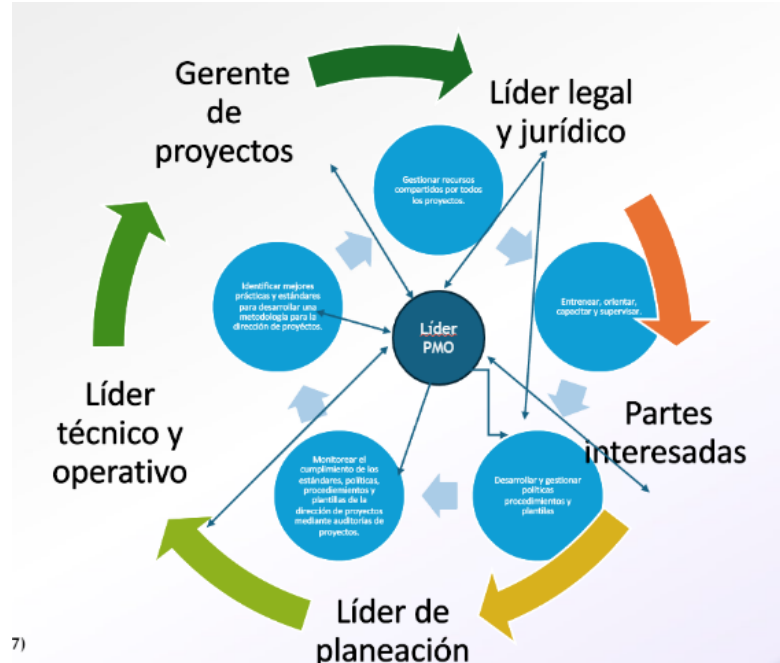 Gerente
de
proyectos
Líder legal
y jurídico
Gestionar recursos
compartidos por todos
los proyectos.
Identificar mejores
prácticas y estándares
para desarrollar una
metodología para la
dirección de proyectos.
Entrenear, orientar,
capacitar y supervisar.
Líder
PMO
Líder
técnico y
operativo
Partes
interesadas
Monitorear el
cumplimiento de los
estándares, políticas,
procedimientos y
plantillas de la
dirección de proyectos
mediante auditorías de
proyectos.
Desarrollar y gestionar
políticas
procedimientos y
plantilas
Líder de
planeación
7)